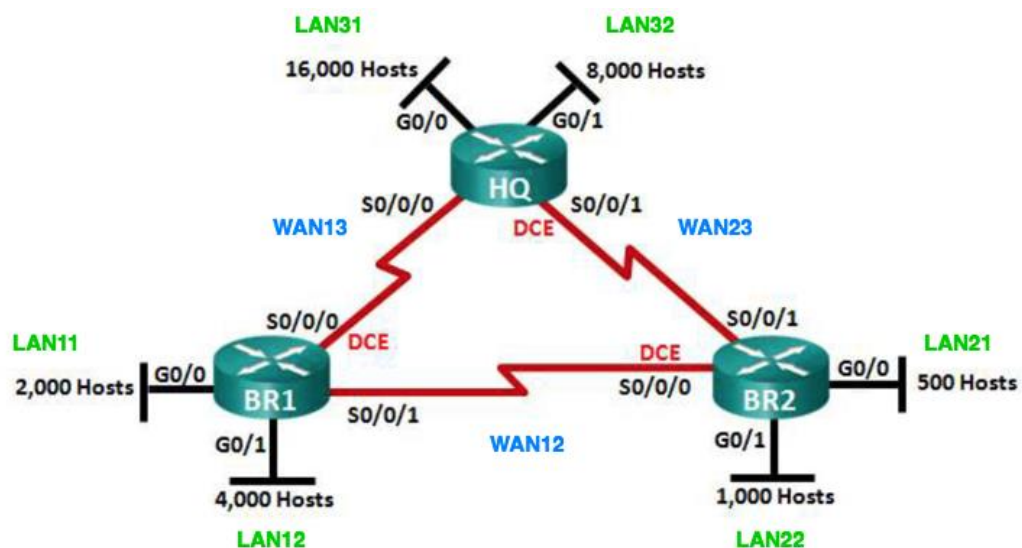 LAN31
LAN32
16,000 Hosts
8,000 Hosts
G0/0
G0/1
HQ
S0/0/0
S0/0/1
DCE
WAN13
WAN23
S0/0/0
DCE
S0/0/1
LAN11
2,000 Hosts
G0/0
BR1
S0/0/1
G0/1
4,000 Hosts
LAN12
WAN12
DCE
S0/0/0
BR2
G0/0
LAN21
500 Hosts
G0/1
1,000 Hosts
LAN22